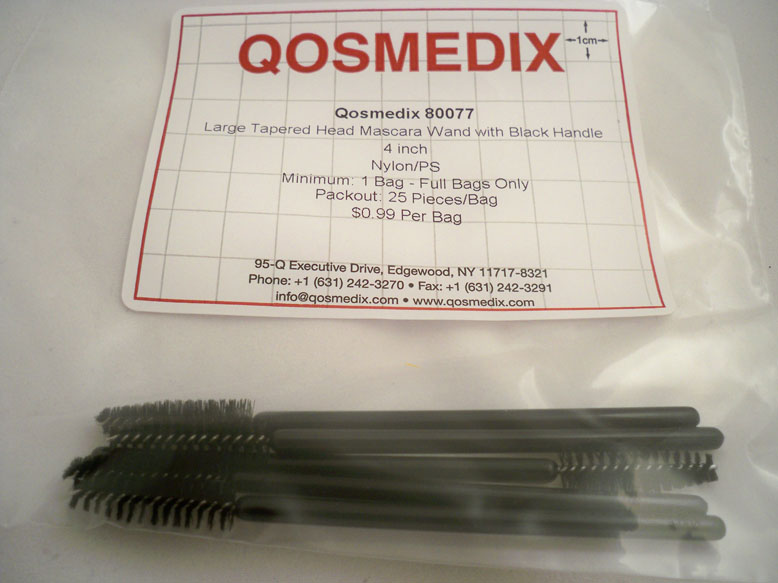 QOSMEDIX
1cm
Qosmedix 80077
Large Tapered Head Mascara Wand with Black Handle
4 inch
Nylon/PS
Minimum: 1 Bag - Full Bags Only
Packout: 25 Pieces/Bag
$0.99 Per Bag
95-Q Executive Drive, Edgewood, NY 11717-8321
Phone: +1 (631) 242-3270 • Fax: +1 (631) 242-3291
info@qosmedix.com • www.qosmedix.com